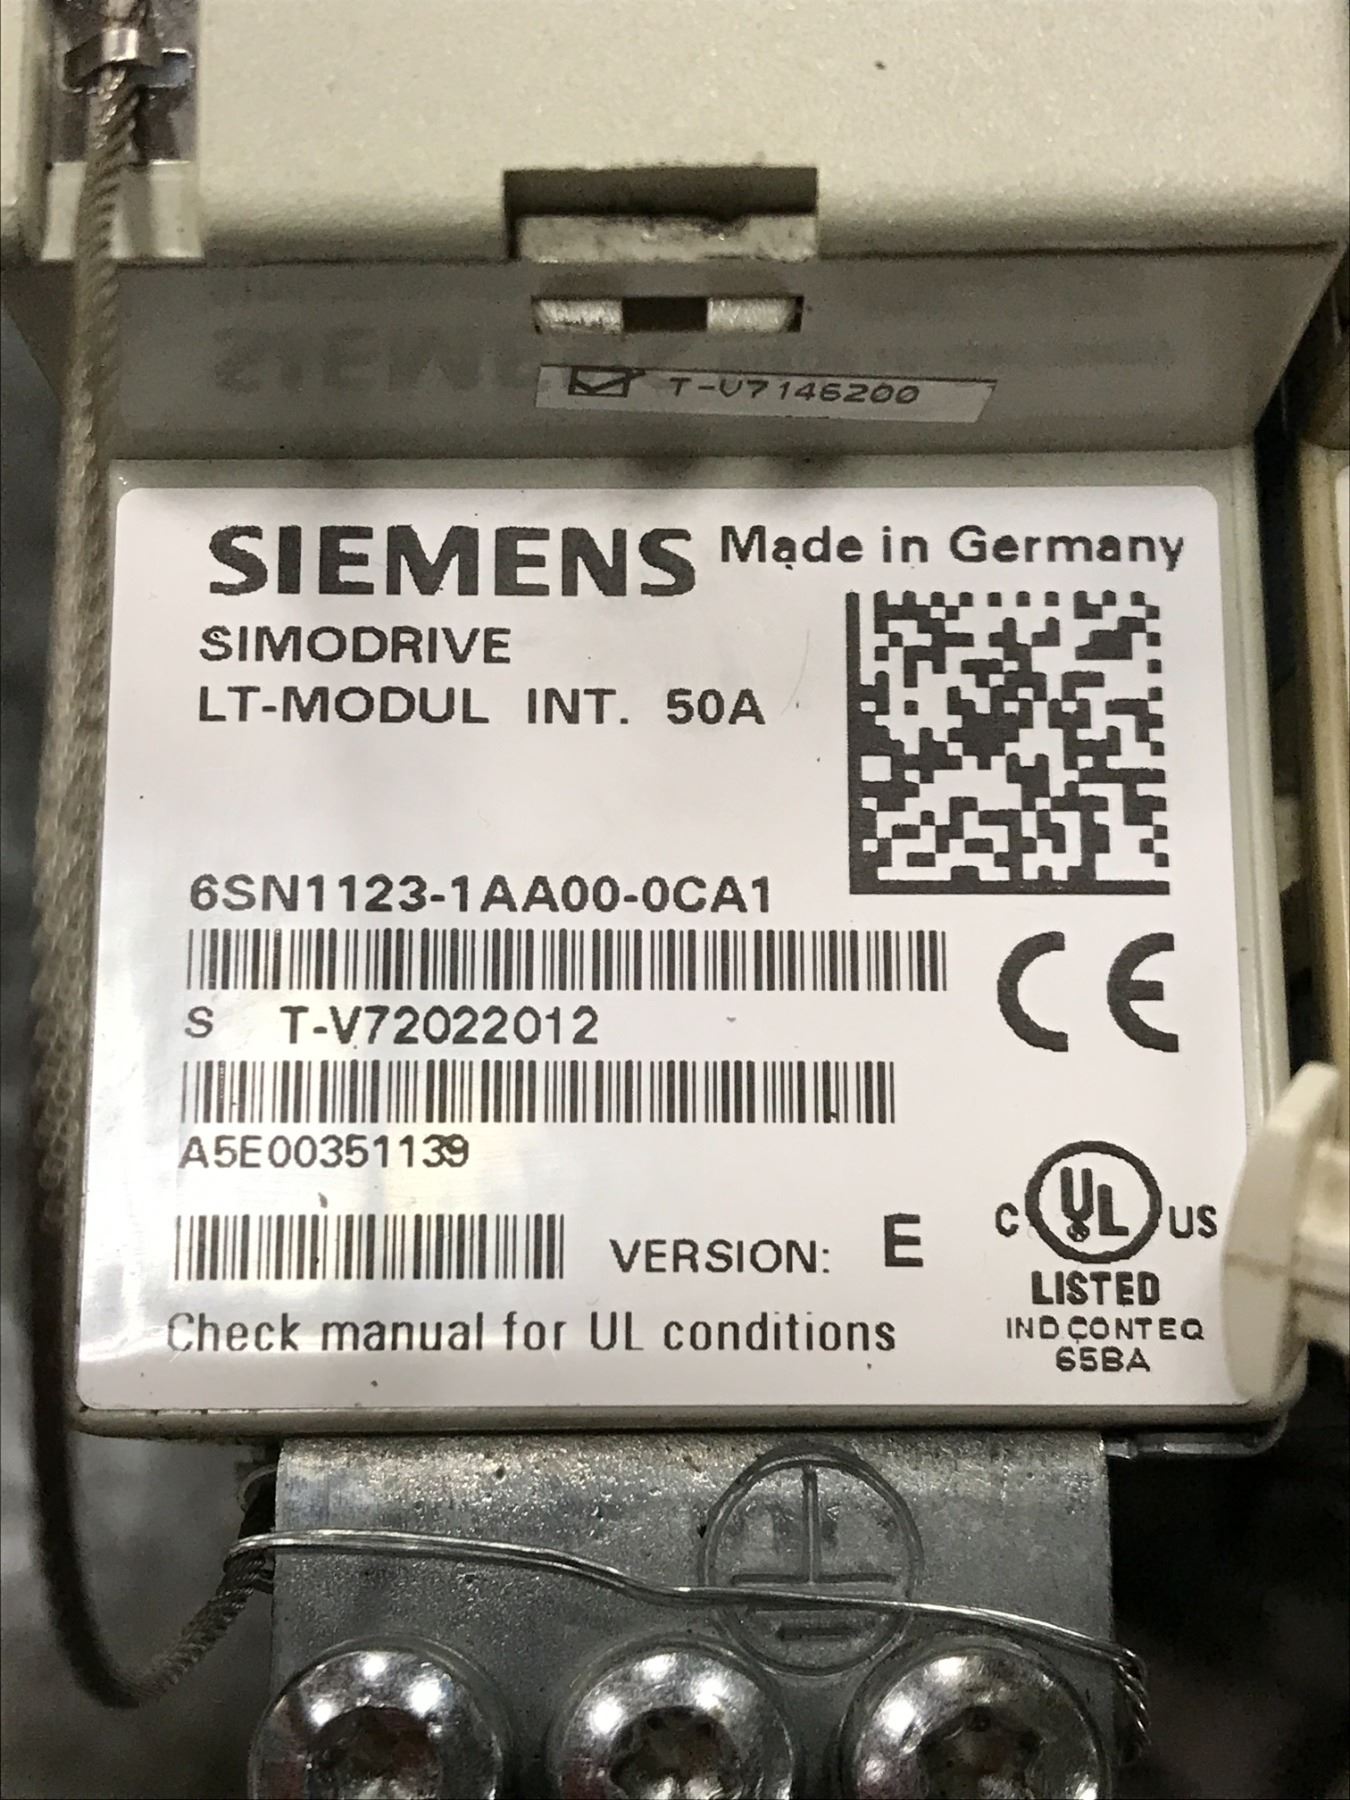 T-V7146200
SIEMENS Made in Germany
SIMODRIVE
LT-MODUL INT. 50A
6SN1123-1AA00-0CA1
S T-V72022012
A5E00351139
VERSION: E
Check manual for UL conditions
CE
C UL US
LISTED
IND.CONT.EQ
65BA